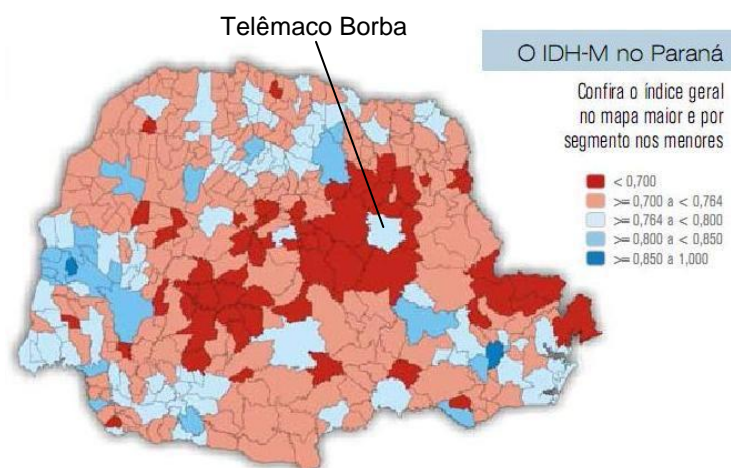 Telêmaco Borba
O IDH-M no Paraná
Confira o índice geral
no mapa maior e por
segmento nos menores
< 0,700
>= 0,700 a < 0,764
>= 0,764 a < 0,800
>= 0,800 a < 0,850
>= 0,850 a 1,000